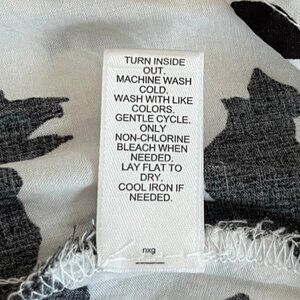 TURN INSIDE
OUT.
MACHINE WASH
COLD.
WASH WITH LIKE
COLORS.
GENTLE CYCLE.
ONLY
NON-CHLORINE
BLEACH WHEN
NEEDED,
LAY FLAT TO
DRY.
COOL IRON IF
NEEDED.
nxg